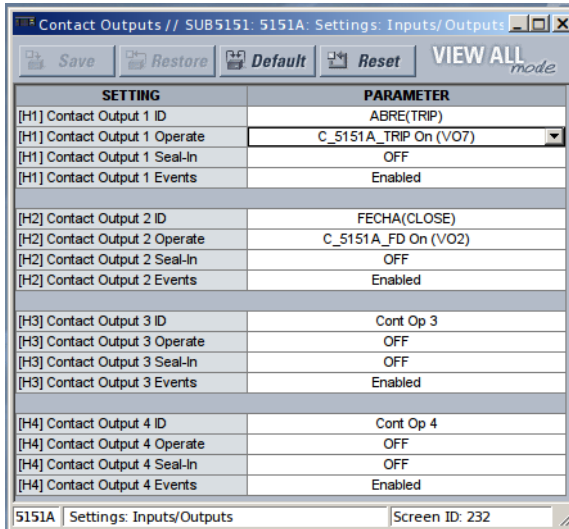 Contact Outputs // SUB5151: 5151A: Settings: Inputs/Outputs
Save Restore Default Reset VIEW ALL mode
SETTING PARAMETER
[H1] Contact Output 1 ID ABRE(TRIP)
[H1] Contact Output 1 Operate C_5151A_TRIP On (VO7)
[H1] Contact Output 1 Seal-In OFF
[H1] Contact Output 1 Events Enabled
[H2] Contact Output 2 ID FECHA(CLOSE)
[H2] Contact Output 2 Operate C_5151A_FD On (VO2)
[H2] Contact Output 2 Seal-In OFF
[H2] Contact Output 2 Events Enabled
[H3] Contact Output 3 ID Cont Op 3
[H3] Contact Output 3 Operate OFF
[H3] Contact Output 3 Seal-In OFF
[H3] Contact Output 3 Events Enabled
[H4] Contact Output 4 ID Cont Op 4
[H4] Contact Output 4 Operate OFF
[H4] Contact Output 4 Seal-In OFF
[H4] Contact Output 4 Events Enabled
5151A Settings: Inputs/Outputs Screen ID: 232